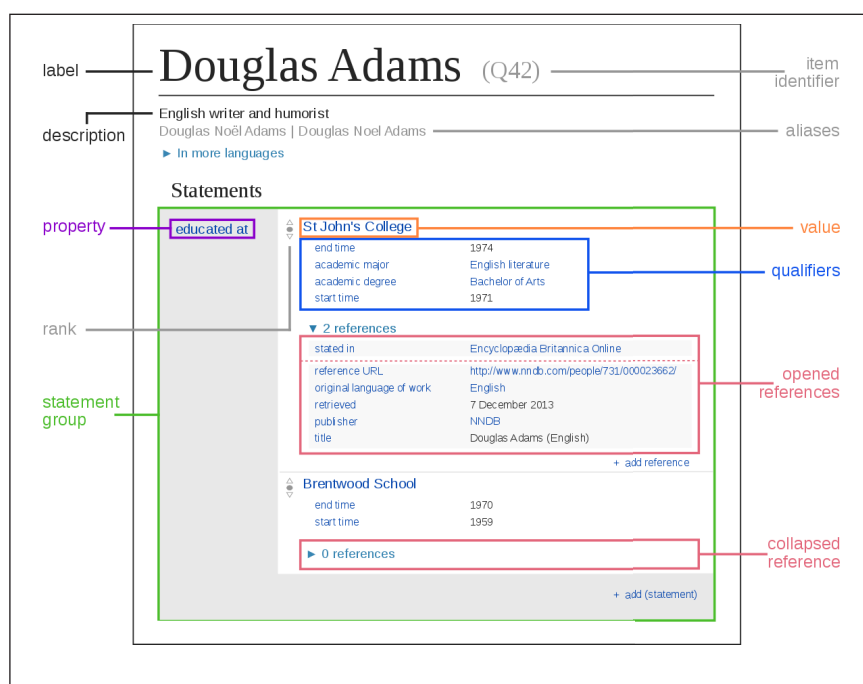 label
Douglas Adams (Q42)
item
identifier
description
English writer and humorist
Douglas Noël Adams | Douglas Noel Adams
aliases
► In more languages
Statements
property
educated at
St John's College
value
end time 1974
academic major English literature
academic degree Bachelor of Arts
start time 1971
qualifiers
rank
▼ 2 references
stated in Encyclopædia Britannica Online
reference URL http://www.nndb.com/people/731/000023662/
original language of work English
retrieved 7 December 2013
publisher NNDB
title Douglas Adams (English)
opened
references
statement
group
+ add reference
Brentwood School
end time 1970
start time 1959
► 0 references
collapsed
reference
+ add (statement)